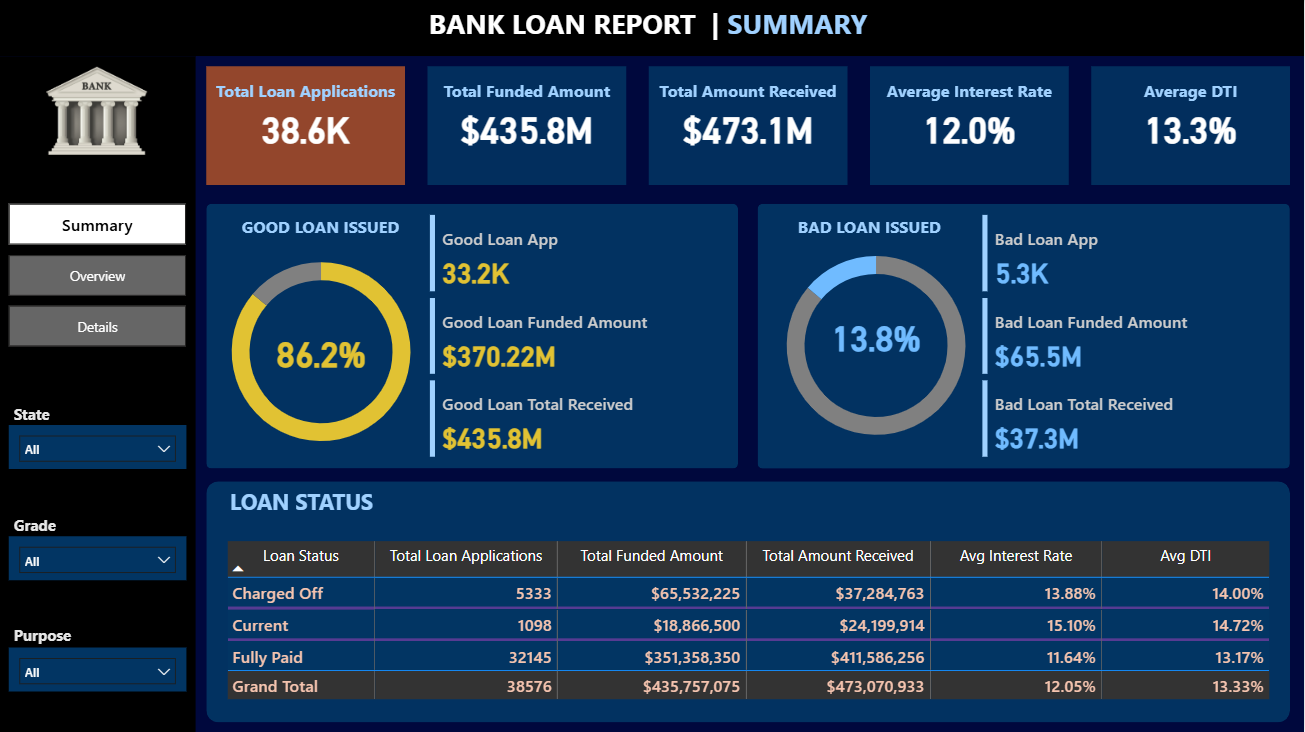 BANK LOAN REPORT | SUMMARY
BANK
Summary
Overview
Details
State
All
Grade
All
Purpose
All
Total Loan Applications
38.6K
Total Funded Amount
$435.8M
Total Amount Received
$473.1M
Average Interest Rate
12.0%
Average DTI
13.3%
GOOD LOAN ISSUED
86.2%
Good Loan App
33.2K
Good Loan Funded Amount
$370.22M
Good Loan Total Received
$435.8M
BAD LOAN ISSUED
13.8%
Bad Loan App
5.3K
Bad Loan Funded Amount
$65.5M
Bad Loan Total Received
$37.3M
LOAN STATUS
Loan Status Total Loan Applications Total Funded Amount Total Amount Received Avg Interest Rate Avg DTI
Charged Off 5333 $65,532,225 $37,284,763 13.88% 14.00%
Current 1098 $18,866,500 $24,199,914 15.10% 14.72%
Fully Paid 32145 $351,358,350 $411,586,256 11.64% 13.17%
Grand Total 38576 $435,757,075 $473,070,933 12.05% 13.33%